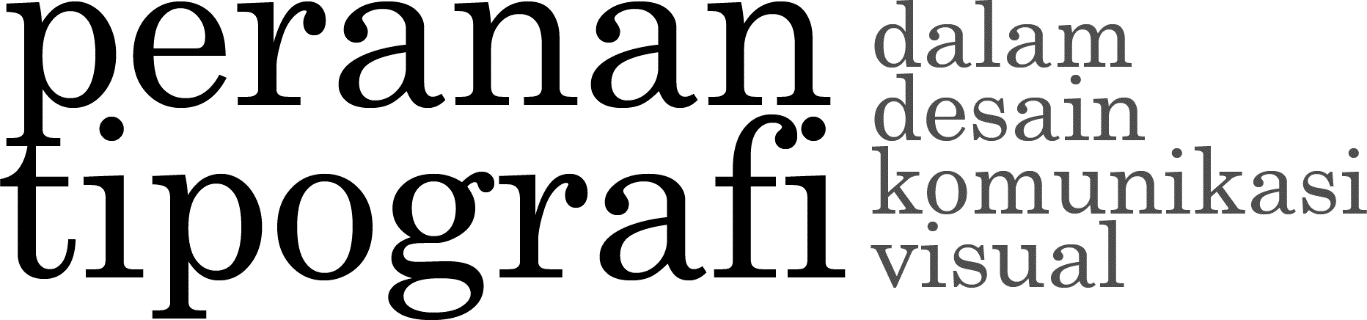 peranan
tipografi
dalam
desain
komunikasi
visual